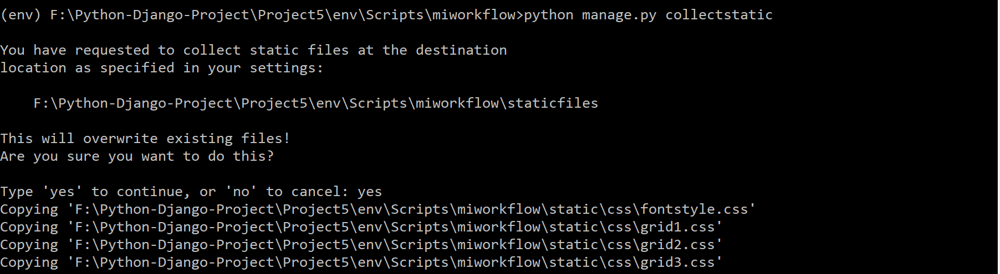 (env) F:\Python-Django-Project\Project5\env\Scripts\miworkflow>python manage.py collectstatic
You have requested to collect static files at the destination
location as specified in your settings:
F:\Python-Django-Project\Project5\env\Scripts\miworkflow\staticfiles
This will overwrite existing files!
Are you sure you want to do this?
Type 'yes' to continue, or 'no' to cancel: yes
Copying 'F:\Python-Django-Project\Project5\env\Scripts\miworkflow\static\css\fontstyle.css'
Copying 'F:\Python-Django-Project\Project5\env\Scripts\miworkflow\static\css\grid1.css'
Copying 'F:\Python-Django-Project\Project5\env\Scripts\miworkflow\static\css\grid2.css'
Copying 'F:\Python-Django-Project\Project5\env\Scripts\miworkflow\static\css\grid3.css'